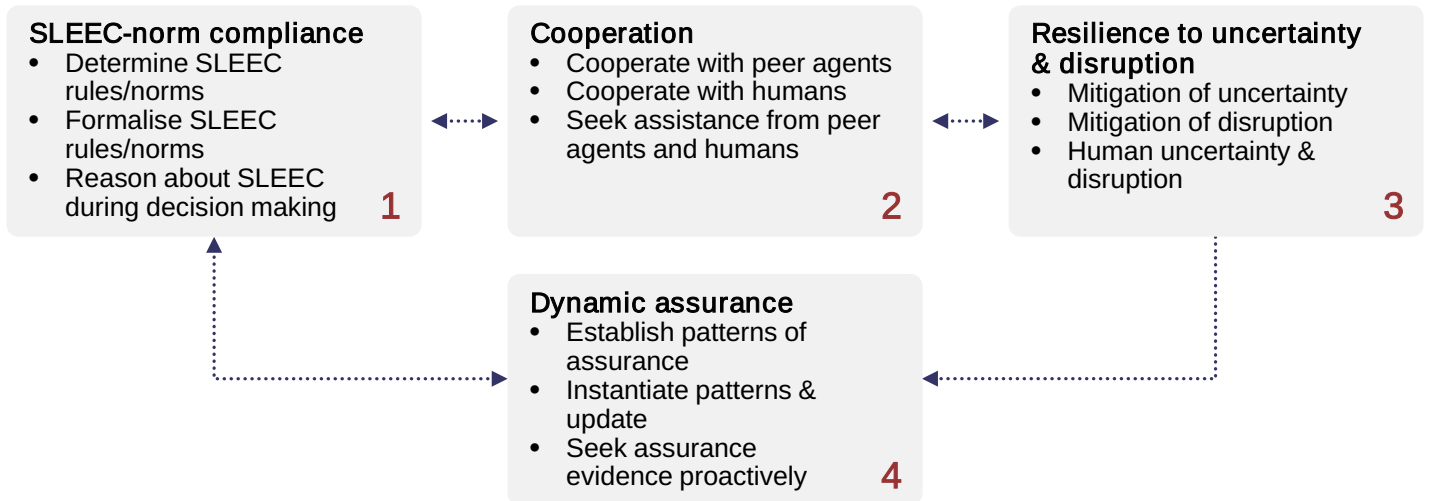 SLEEC-norm compliance
• Determine SLEEC
rules/norms
• Formalise SLEEC
rules/norms
• Reason about SLEEC
during decision making
1
Cooperation
• Cooperate with peer agents
• Cooperate with humans
• Seek assistance from peer
agents and humans
2
Resilience to uncertainty
& disruption
• Mitigation of uncertainty
• Mitigation of disruption
• Human uncertainty &
disruption
3
Dynamic assurance
• Establish patterns of
assurance
• Instantiate patterns &
update
• Seek assurance
evidence proactively
4